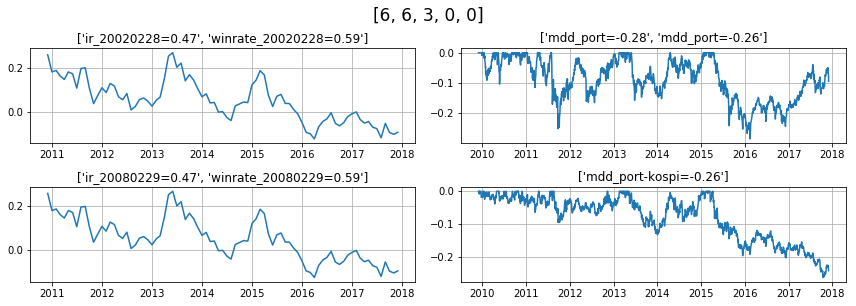 [6, 6, 3, 0, 0]
['ir_20020228=0.47', 'winrate_20020228=0.59']
0.2
0.0
2011 2012 2013 2014 2015 2016 2017 2018
['mdd_port=-0.28', 'mdd_port=-0.26']
0.0
−0.1
−0.2
2010 2011 2012 2013 2014 2015 2016 2017 2018
['ir_20080229=0.47', 'winrate_20080229=0.59']
0.2
0.0
2011 2012 2013 2014 2015 2016 2017 2018
['mdd_port-kospi=-0.26']
0.0
−0.1
−0.2
2010 2011 2012 2013 2014 2015 2016 2017 2018